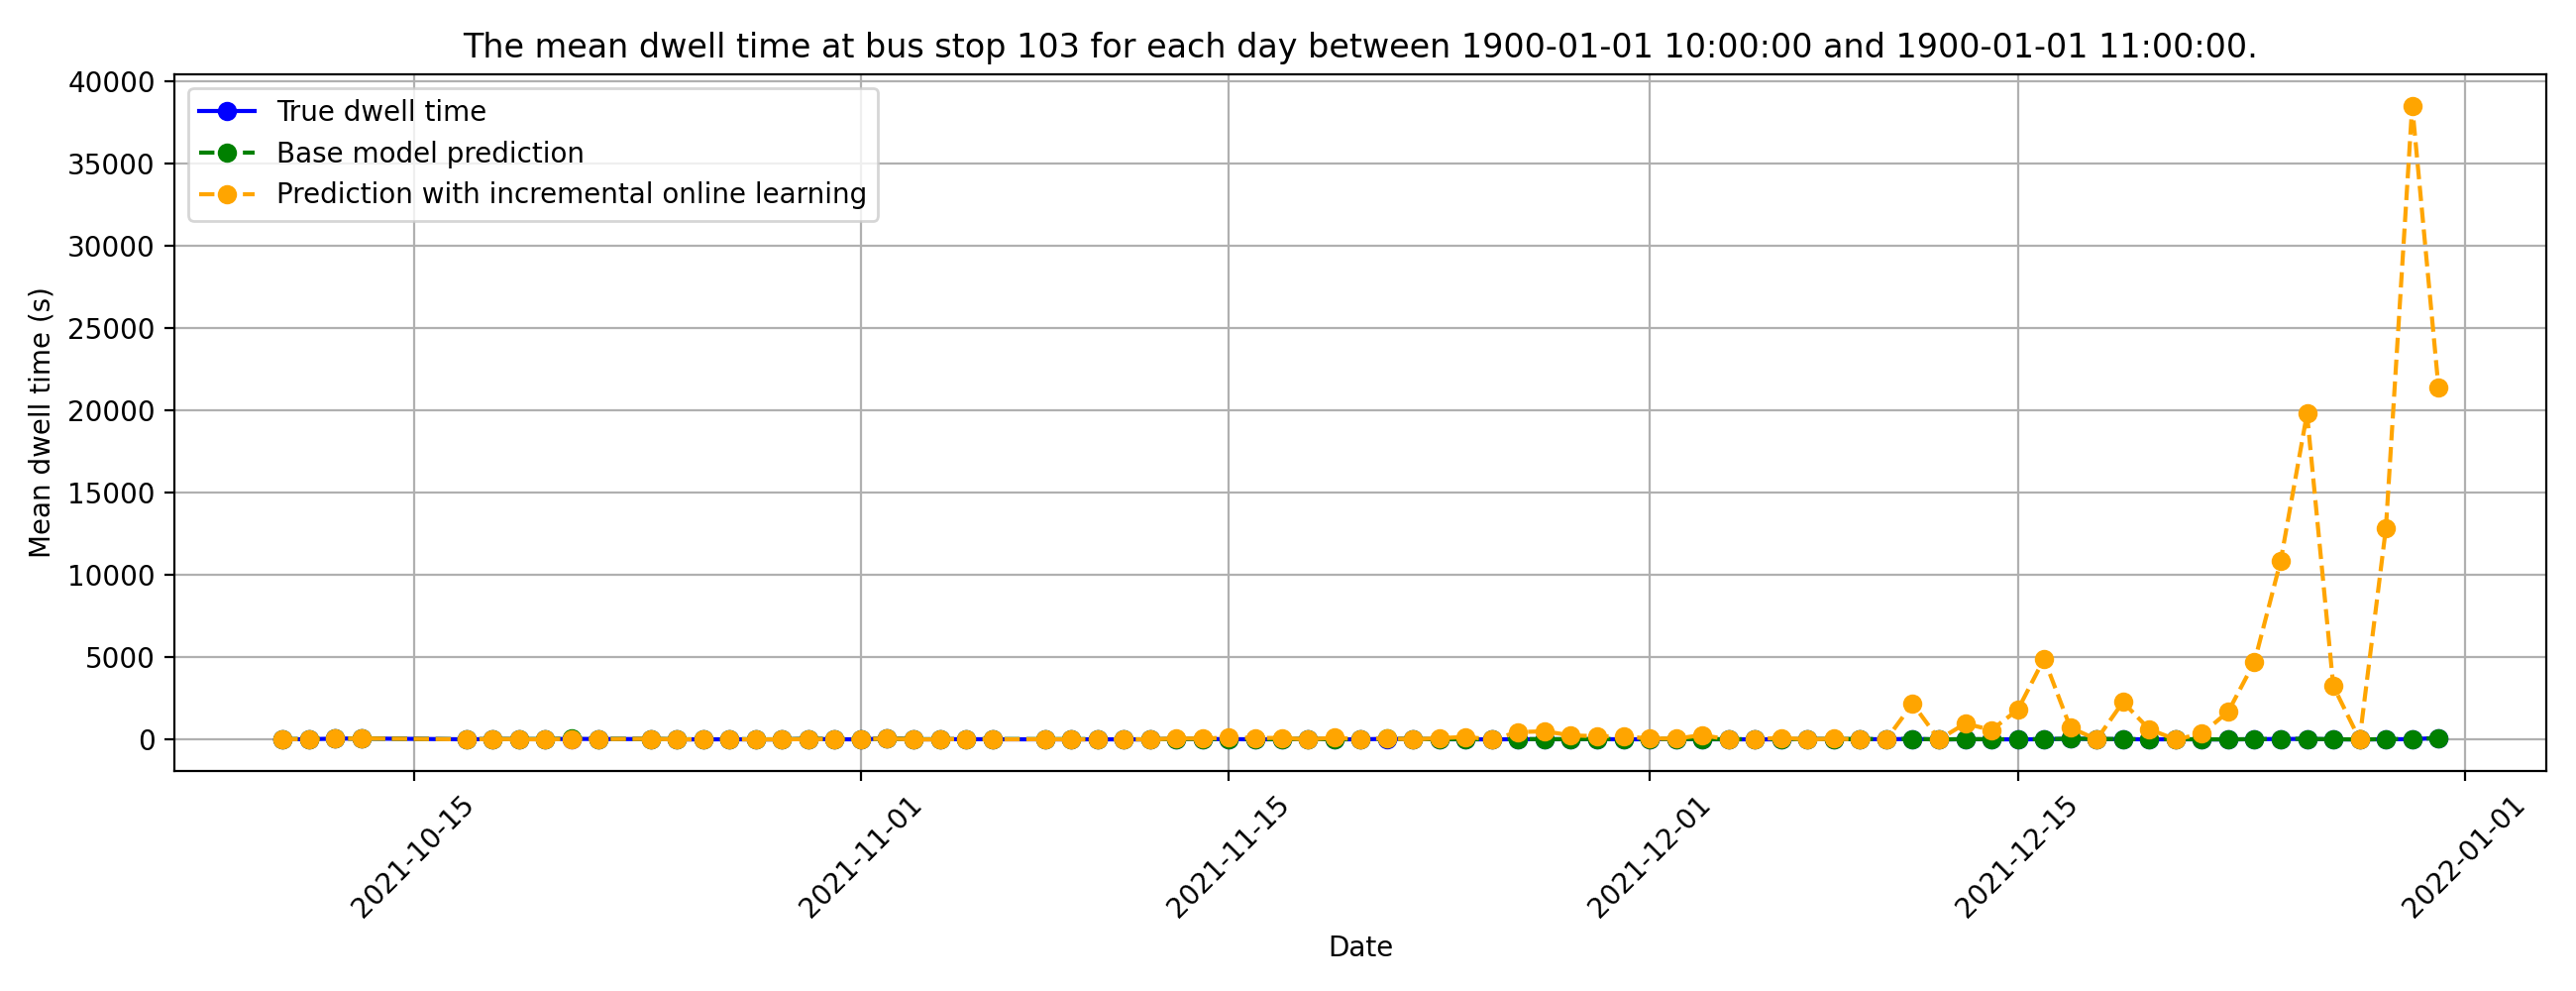 The mean dwell time at bus stop 103 for each day between 1900-01-01 10:00:00 and 1900-01-01 11:00:00.
40000
35000
30000
25000
20000
15000
10000
5000
0
Mean dwell time (s)
True dwell time
Base model prediction
Prediction with incremental online learning
2021-10-15
2021-11-01
2021-11-15
2021-12-01
2021-12-15
2022-01-01
Date